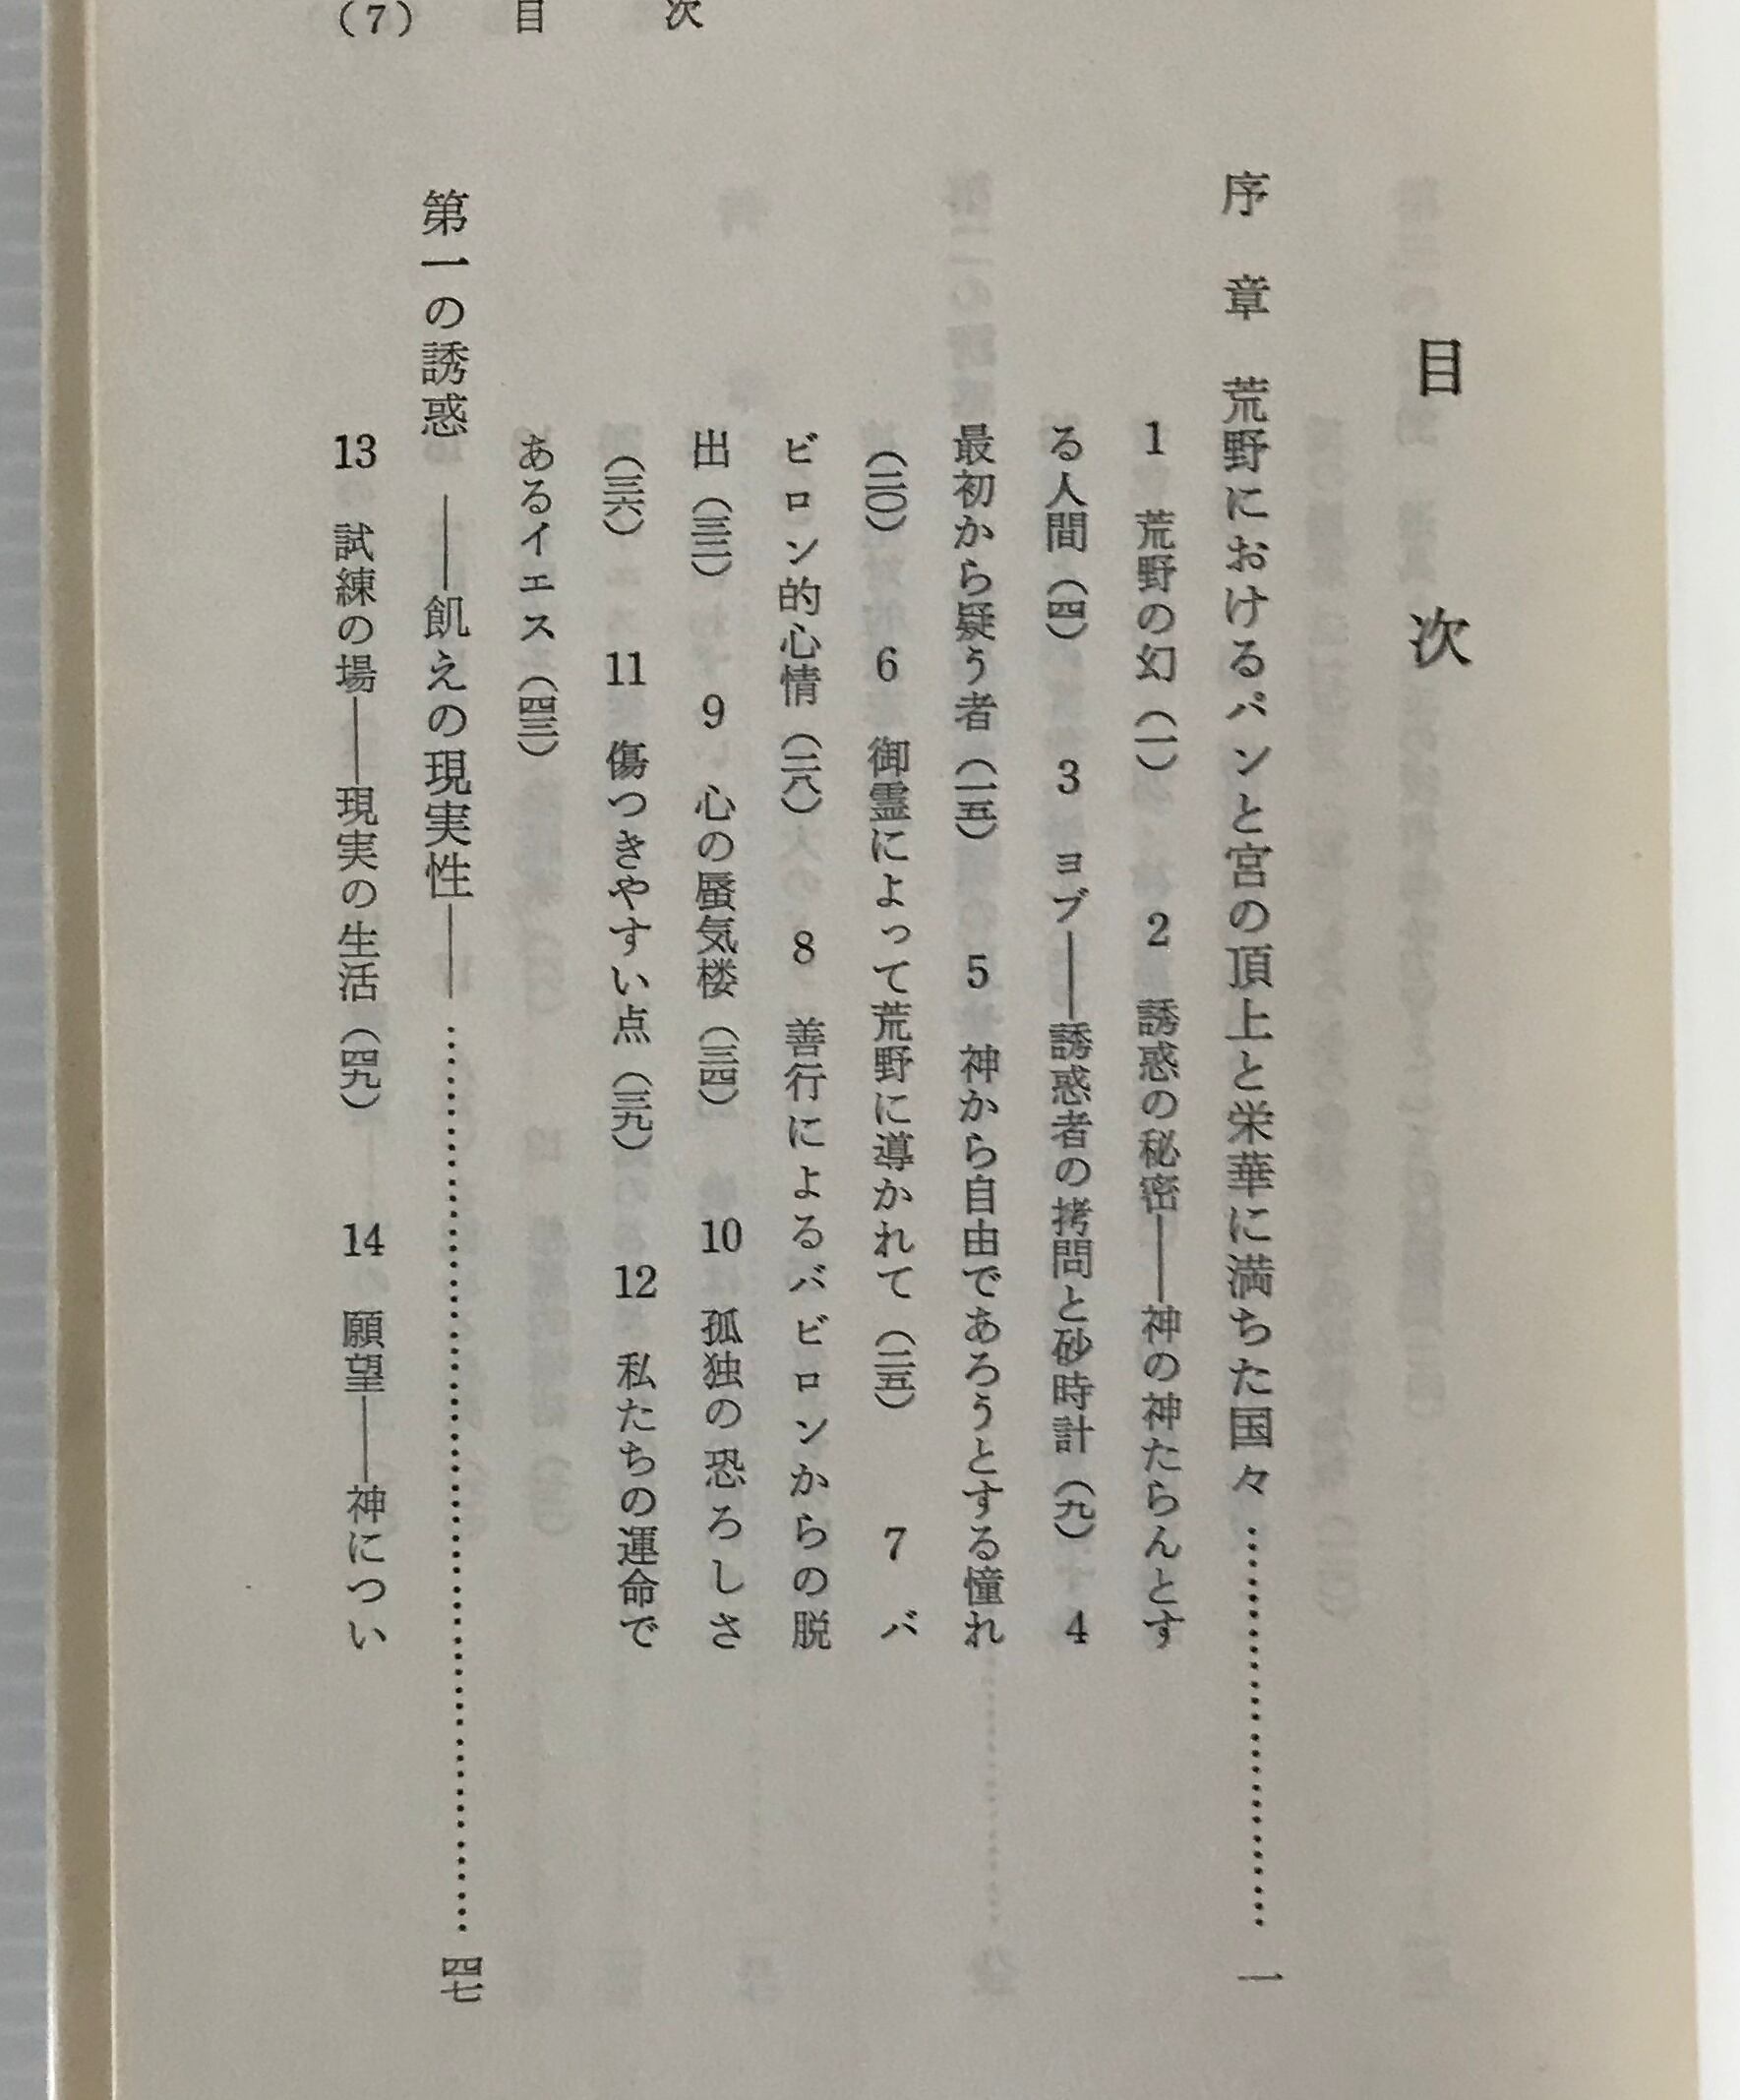 （7）　目　次
目　次
序　章　荒野におけるパンと宮の頂上と栄華に満ちた国々……………………一
1　荒野の幻（一）　2　誘惑の秘密——神の神たらんとす
る人間（四）　3　ヨブ——誘惑者の拷問と砂時計（九）　4
最初から疑う者（一五）　5　神から自由であろうとする憧れ
（二〇）　6　御霊によって荒野に導かれて（二五）　7　バ
ビロン的心情（二八）　8　善行によるバビロンからの脱
出（三二）　9　心の蜃気楼（三四）　10　孤独の恐ろしさ
（三六）　11　傷つきやすい点（三九）　12　私たちの運命で
あるイエス（四三）
第一の誘惑　——飢えの現実性——……………………四七
13　試練の場——現実の生活（四九）　14　願望——神につい